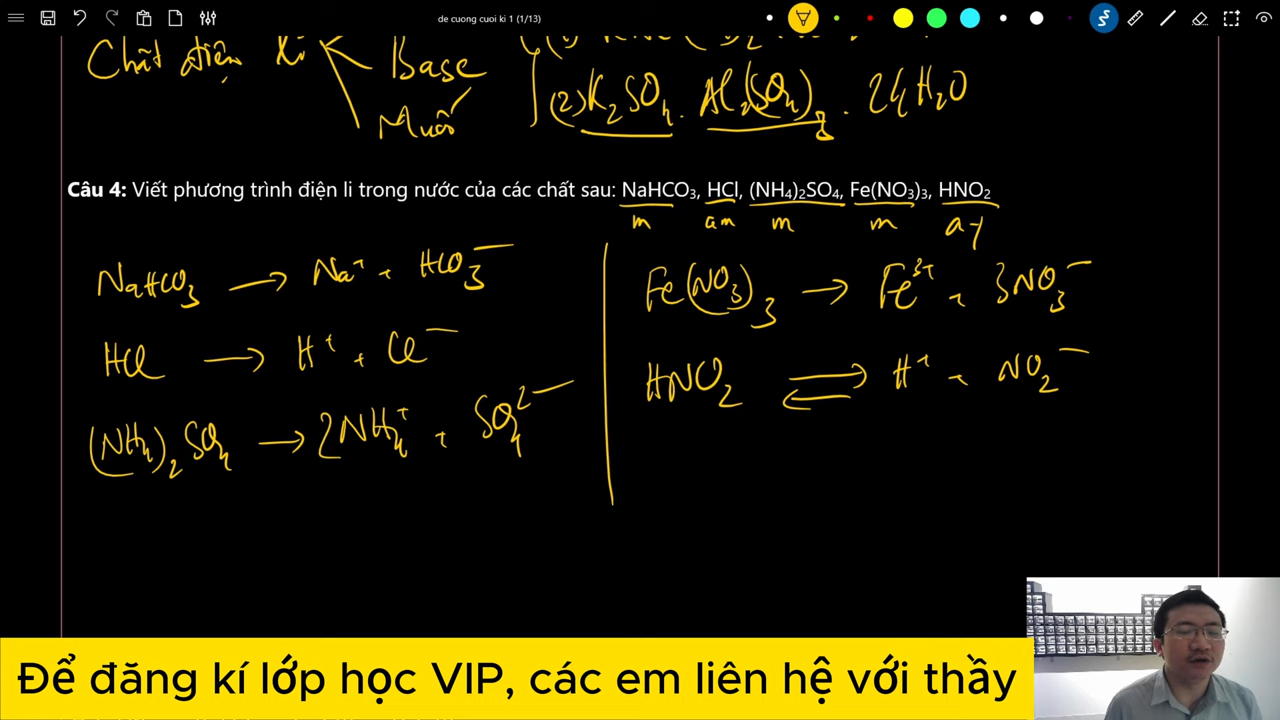 de cuong cuoi ki 1 (1/13)
Chất điện li
Base
Muối
(2) K₂SO₄ . Al₂(SO₄)₃ . 24H₂O
Câu 4: Viết phương trình điện li trong nước của các chất sau: NaHCO₃, HCl, (NH₄)₂SO₄, Fe(NO₃)₃, HNO₂
m am m m a-y
NaHCO₃ → Na⁺ + HCO₃⁻
HCl → H⁺ + Cl⁻
(NH₄)₂SO₄ → 2NH₄⁺ + SO₄²⁻
Fe(NO₃)₃ → Fe³⁺ + 3NO₃⁻
HNO₂ ⇌ H⁺ + NO₂⁻
Để đăng kí lớp học VIP, các em liên hệ với thầy